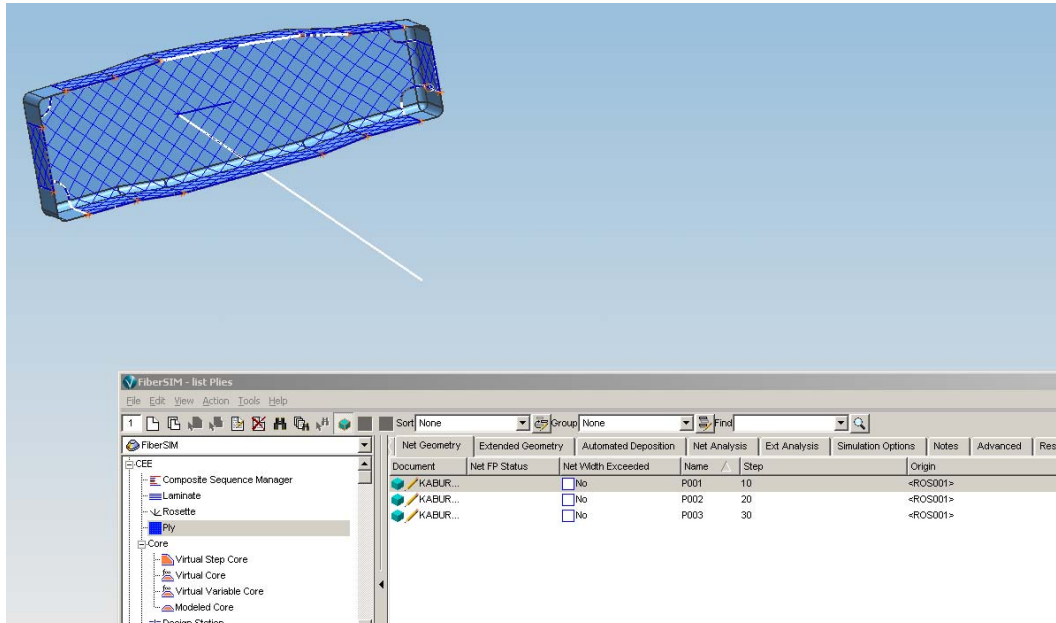 FiberSIM - list Plies
File Edit View Action Tools Help
1 Sort None Group None Find
FiberSIM
Net Geometry Extended Geometry Automated Deposition Net Analysis Ext Analysis Simulation Options Notes Advanced Res
CEE
Document Net FP Status Net Width Exceeded Name Step Origin
Composite Sequence Manager
KABUR... No P001 10 <ROS001>
Laminate
KABUR... No P002 20 <ROS001>
Rosette
KABUR... No P003 30 <ROS001>
Ply
Core
Virtual Step Core
Virtual Core
Virtual Variable Core
Modeled Core
Design Station